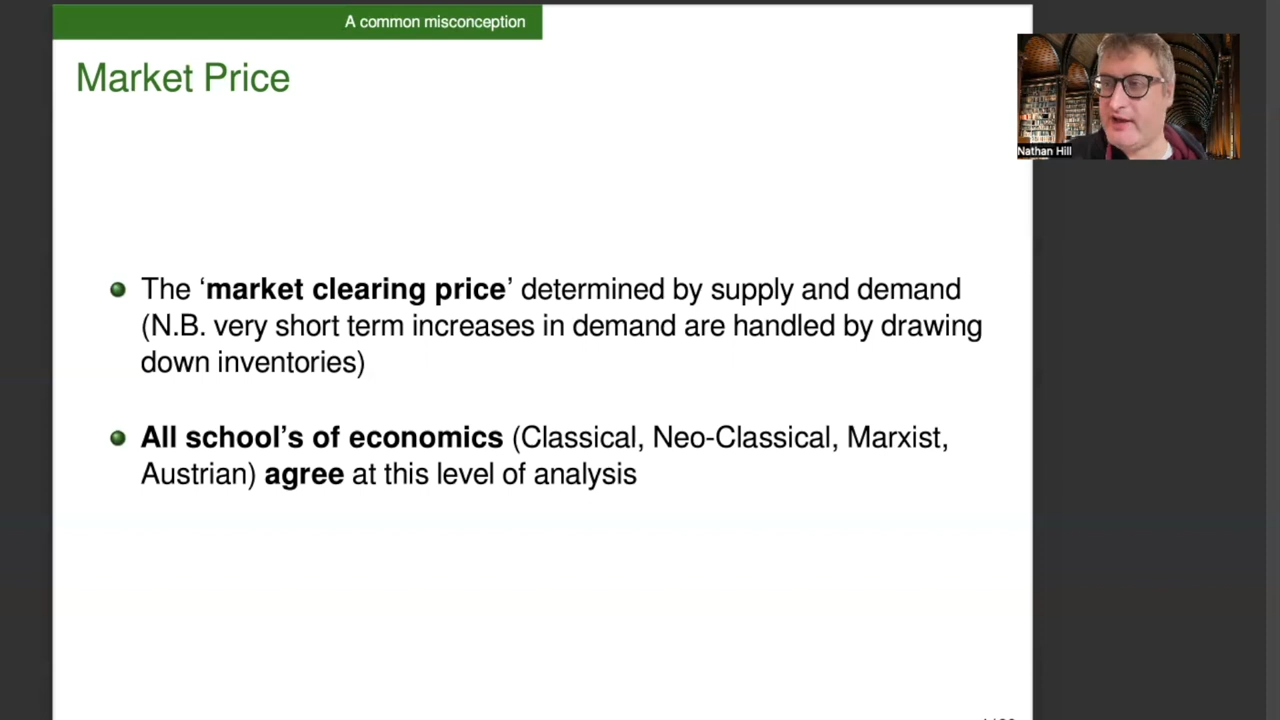 A common misconception
Market Price
The ‘market clearing price’ determined by supply and demand
(N.B. very short term increases in demand are handled by drawing
down inventories)
All school’s of economics (Classical, Neo-Classical, Marxist,
Austrian) agree at this level of analysis
Nathan Hill